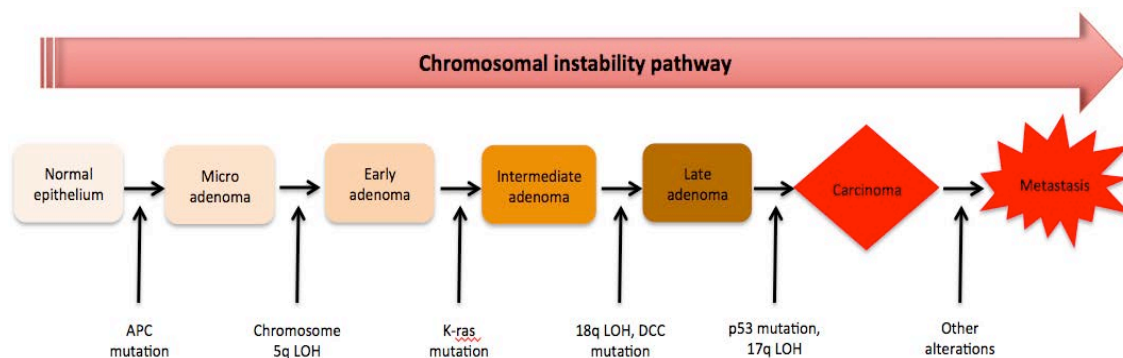 Chromosomal instability pathway
Normal
epithelium
Micro
adenoma
Early
adenoma
Intermediate
adenoma
Late
adenoma
Carcinoma
Metastasis
APC
mutation
Chromosome
5q LOH
K-ras
mutation
18q LOH, DCC
mutation
p53 mutation,
17q LOH
Other
alterations